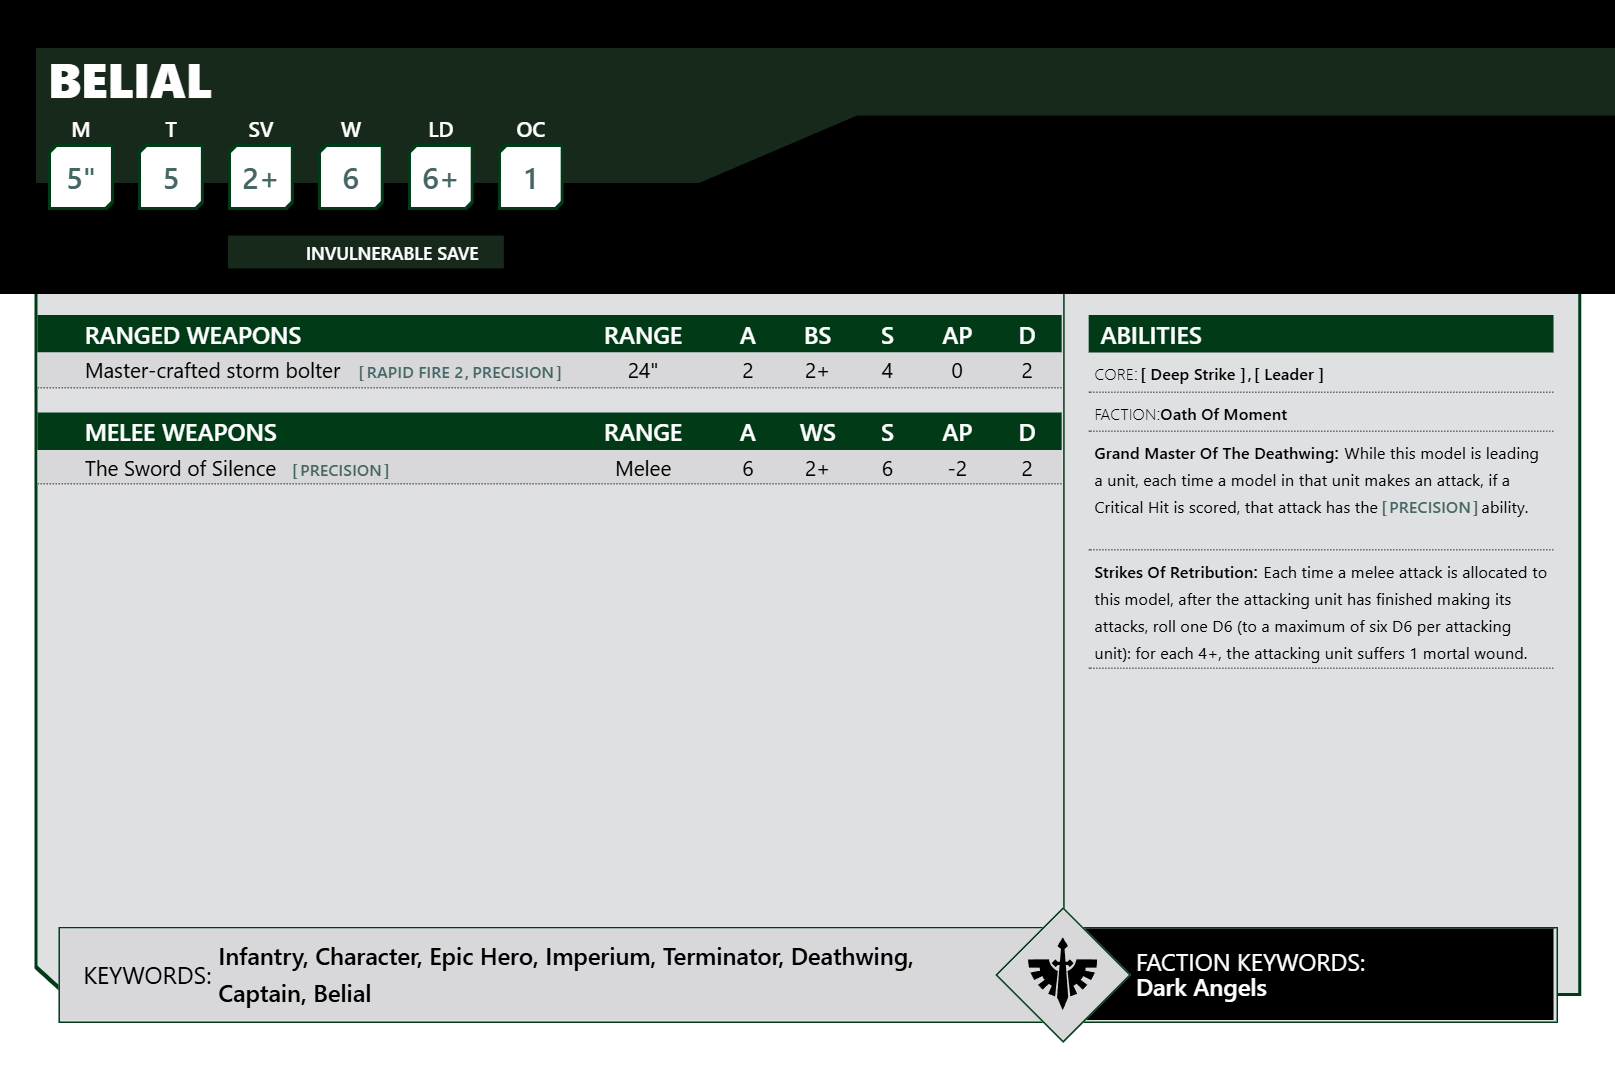 BELIAL
M T SV W LD OC
5" 5 2+ 6 6+ 1
INVULNERABLE SAVE
RANGED WEAPONS RANGE A BS S AP D
Master-crafted storm bolter [RAPID FIRE 2, PRECISION] 24" 2 2+ 4 0 2
MELEE WEAPONS RANGE A WS S AP D
The Sword of Silence [PRECISION] Melee 6 2+ 6 -2 2
ABILITIES
CORE: [ Deep Strike ], [ Leader ]
FACTION:Oath Of Moment
Grand Master Of The Deathwing: While this model is leading
a unit, each time a model in that unit makes an attack, if a
Critical Hit is scored, that attack has the [PRECISION] ability.
Strikes Of Retribution: Each time a melee attack is allocated to
this model, after the attacking unit has finished making its
attacks, roll one D6 (to a maximum of six D6 per attacking
unit): for each 4+, the attacking unit suffers 1 mortal wound.
KEYWORDS: Infantry, Character, Epic Hero, Imperium, Terminator, Deathwing,
Captain, Belial
FACTION KEYWORDS:
Dark Angels